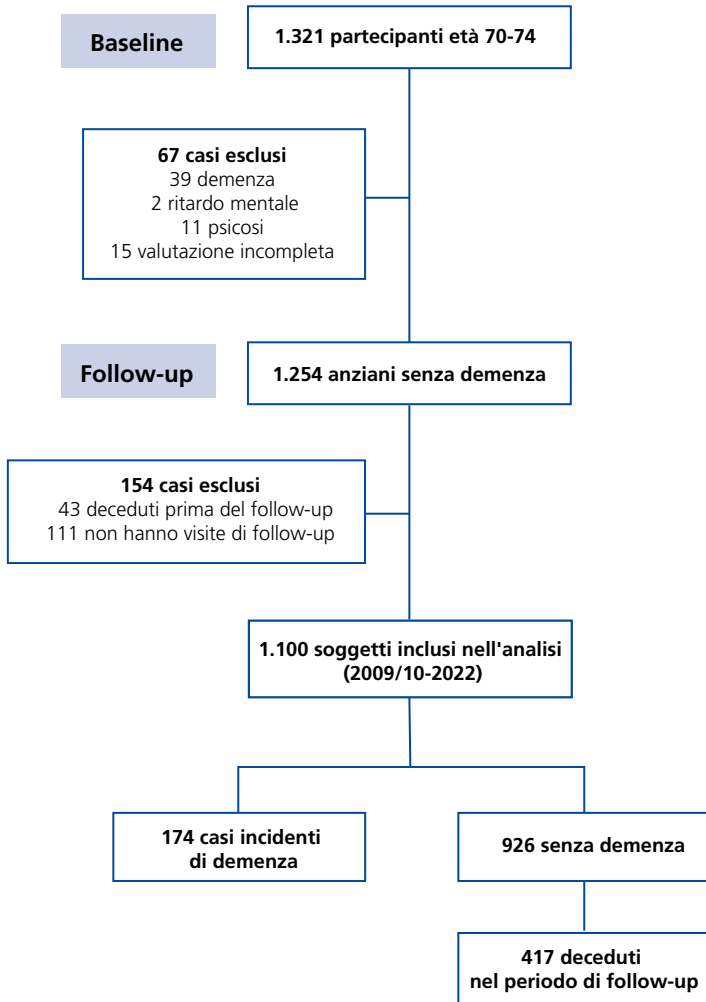 Baseline
1.321 partecipanti età 70-74
67 casi esclusi
39 demenza
2 ritardo mentale
11 psicosi
15 valutazione incompleta
Follow-up
1.254 anziani senza demenza
154 casi esclusi
43 deceduti prima del follow-up
111 non hanno visite di follow-up
1.100 soggetti inclusi nell'analisi
(2009/10-2022)
174 casi incidenti
di demenza
926 senza demenza
417 deceduti
nel periodo di follow-up